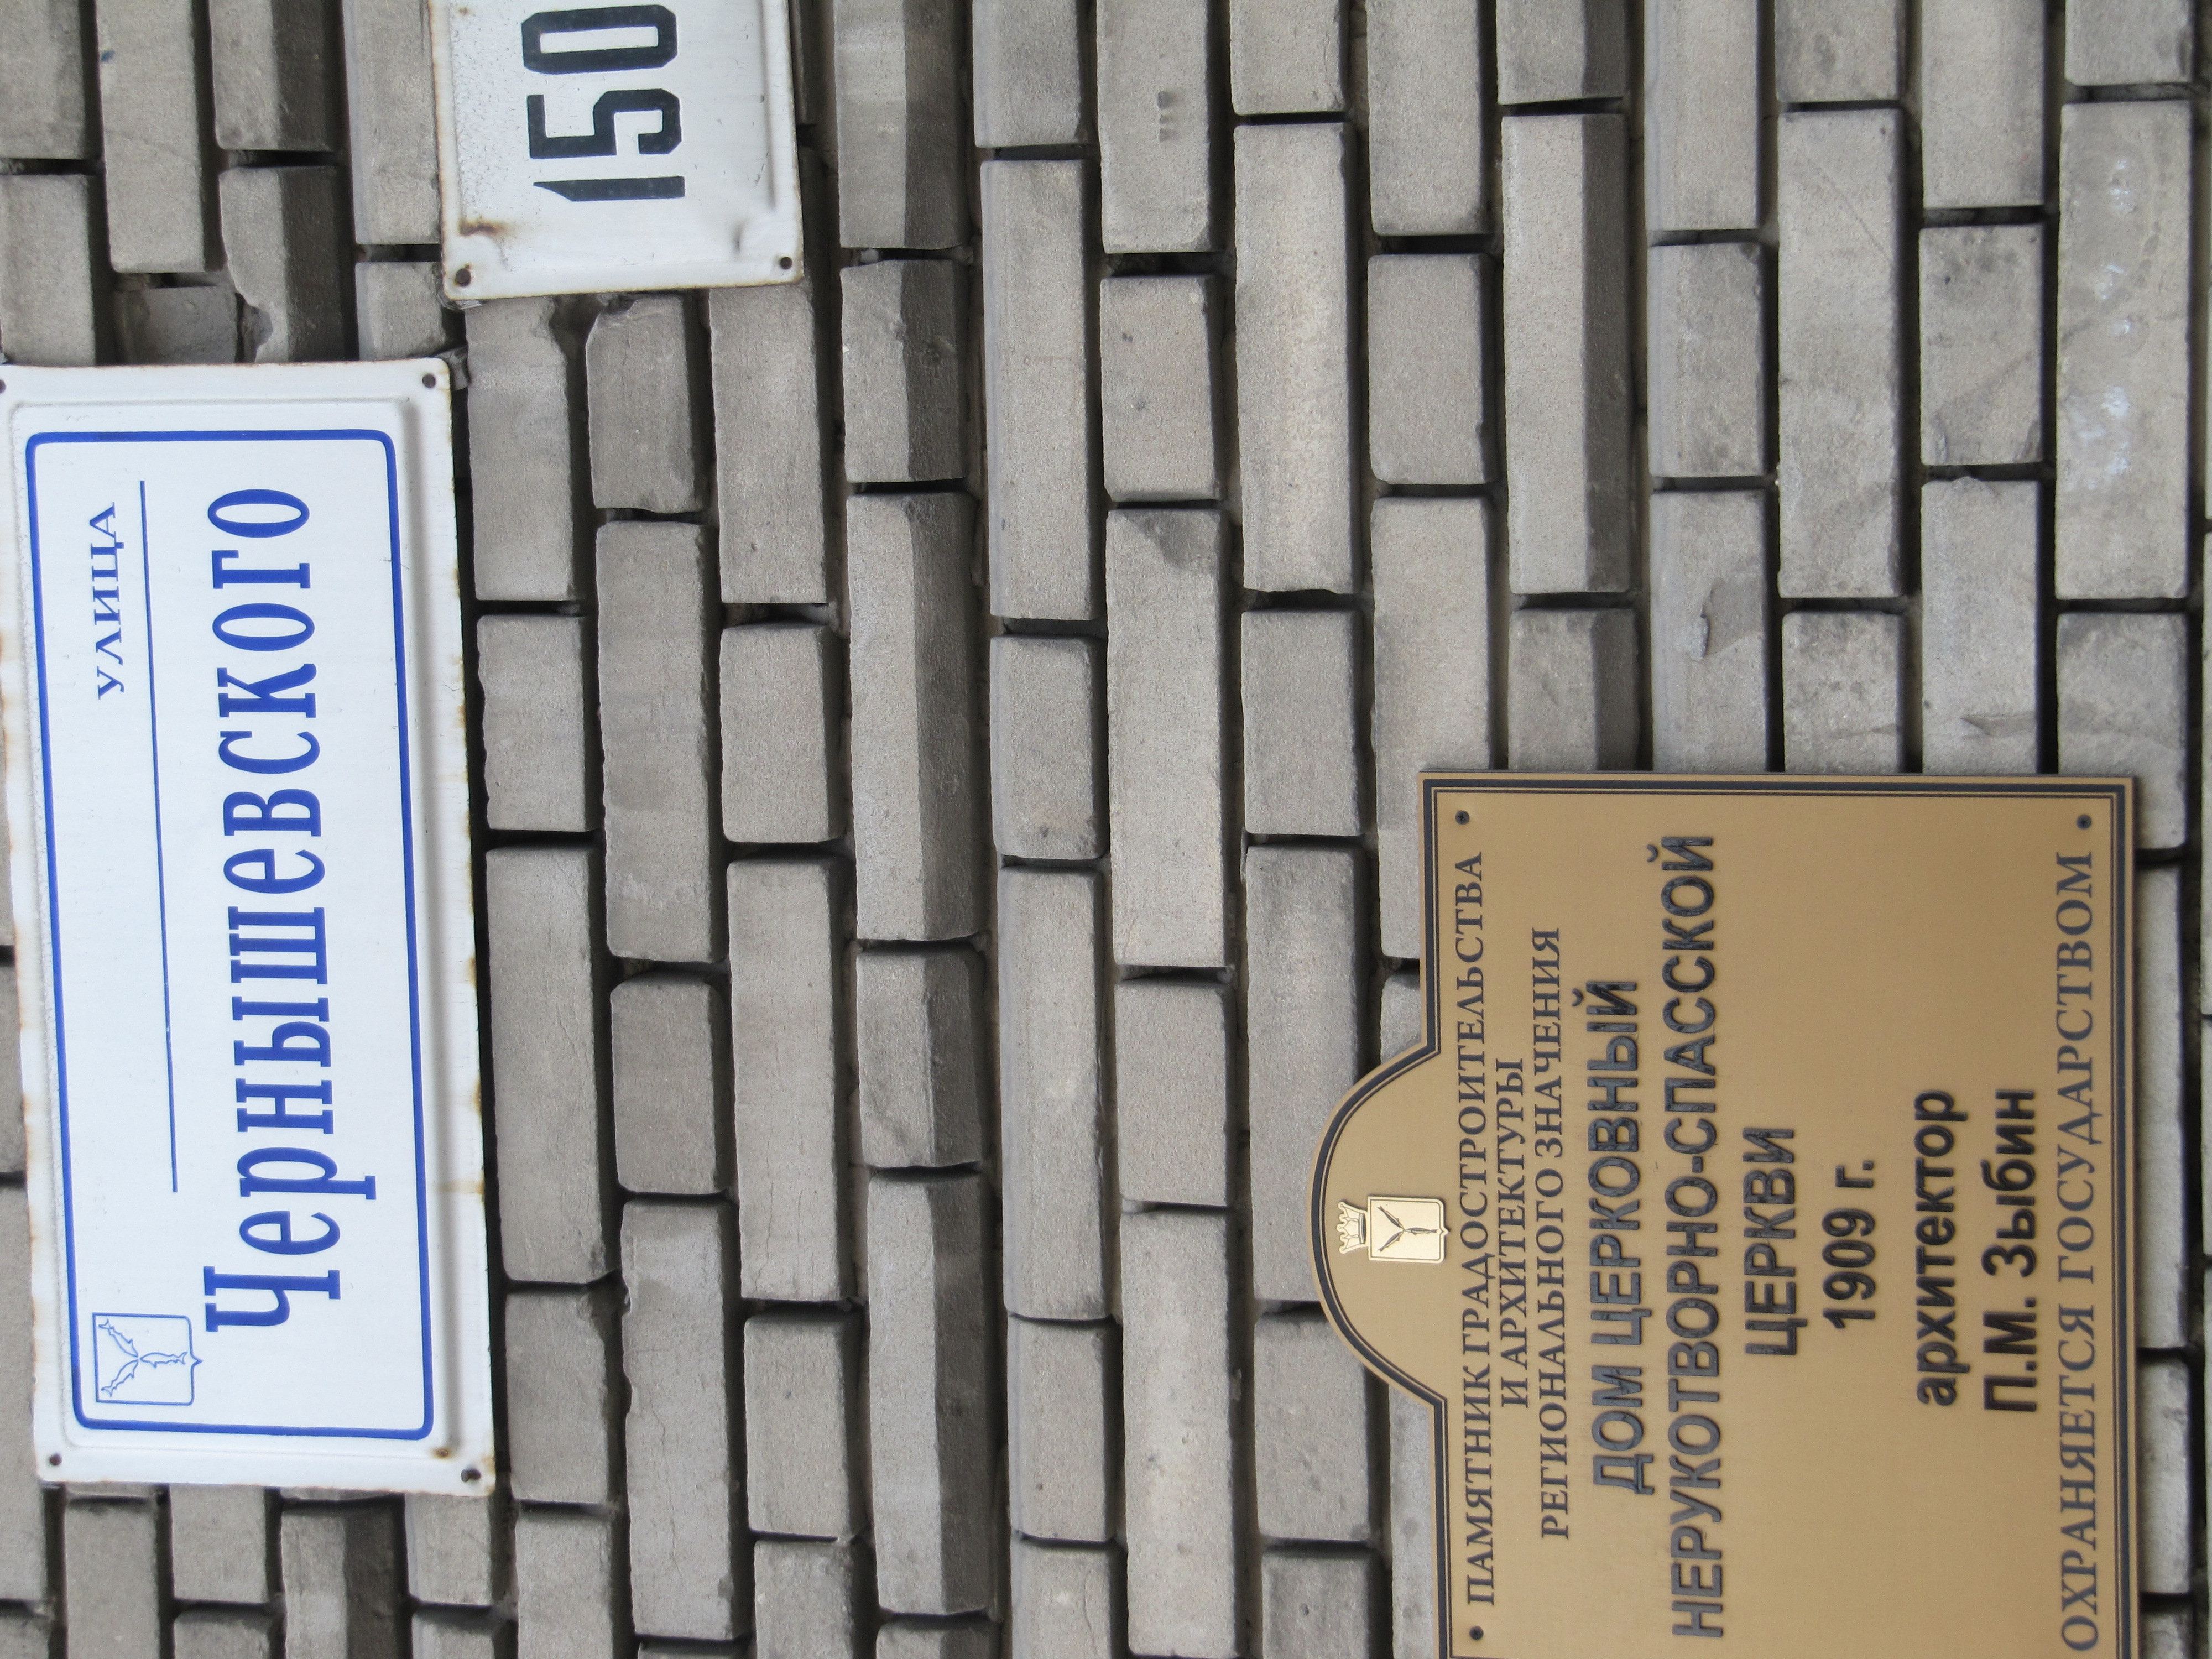 УЛИЦА
Чернышевского
150
ПАМЯТНИК ГРАДОСТРОИТЕЛЬСТВА
И АРХИТЕКТУРЫ
РЕГИОНАЛЬНОГО ЗНАЧЕНИЯ
ДОМ ЦЕРКОВНЫЙ
НЕРУКОТВОРНО-СПАССКОЙ
ЦЕРКВИ
1909 г.
архитектор
П.М. Зыбин
ОХРАНЯЕТСЯ ГОСУДАРСТВОМ